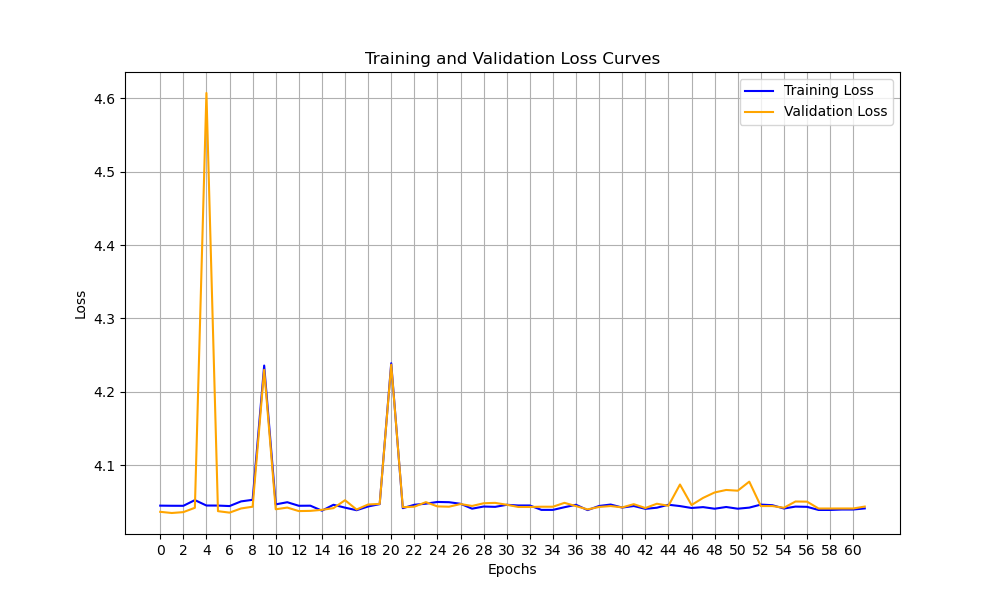 Training and Validation Loss Curves
Training Loss
Validation Loss
4.6
4.5
4.4
4.3
4.2
4.1
Loss
0 2 4 6 8 10 12 14 16 18 20 22 24 26 28 30 32 34 36 38 40 42 44 46 48 50 52 54 56 58 60
Epochs